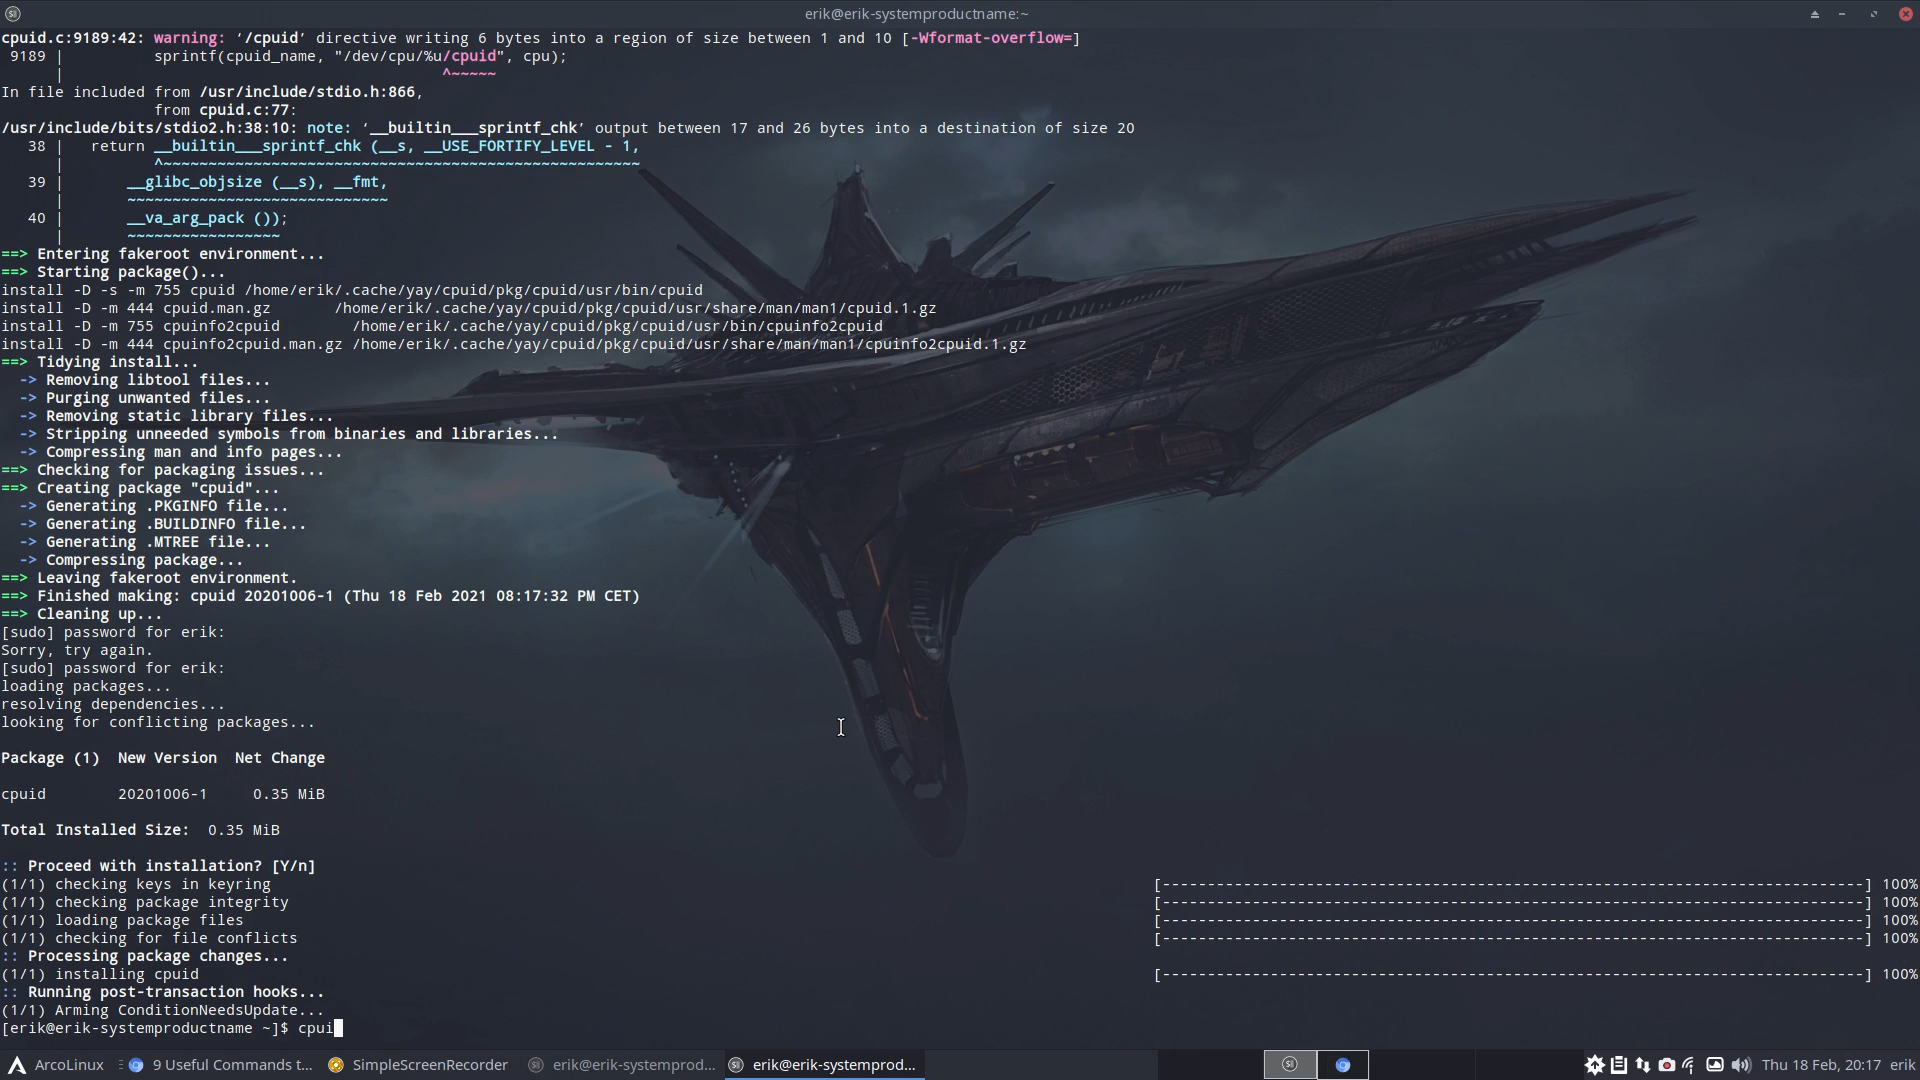 erik@erik-systemproductname:~
cpuid.c:9189:42: warning: ‘/cpuid’ directive writing 6 bytes into a region of size between 1 and 10 [-Wformat-overflow=]
 9189 |          sprintf(cpuid_name, "/dev/cpu/%u/cpuid", cpu);
      |                                          ^~~~~~
In file included from /usr/include/stdio.h:866,
                 from cpuid.c:77:
/usr/include/bits/stdio2.h:38:10: note: ‘__builtin___sprintf_chk’ output between 17 and 26 bytes into a destination of size 20
   38 |   return __builtin___sprintf_chk (__s, __USE_FORTIFY_LEVEL - 1,
      |          ^~~~~~~~~~~~~~~~~~~~~~~~~~~~~~~~~~~~~~~~~~~~~~~~~~~~~~
   39 |       __glibc_objsize (__s), __fmt,
      |       ~~~~~~~~~~~~~~~~~~~~~~~~~~~~~
   40 |       __va_arg_pack ());
      |       ~~~~~~~~~~~~~~~~~
==> Entering fakeroot environment...
==> Starting package()...
install -D -s -m 755 cpuid /home/erik/.cache/yay/cpuid/pkg/cpuid/usr/bin/cpuid
install -D -m 444 cpuid.man.gz       /home/erik/.cache/yay/cpuid/pkg/cpuid/usr/share/man/man1/cpuid.1.gz
install -D -m 755 cpuinfo2cpuid        /home/erik/.cache/yay/cpuid/pkg/cpuid/usr/bin/cpuinfo2cpuid
install -D -m 444 cpuinfo2cpuid.man.gz /home/erik/.cache/yay/cpuid/pkg/cpuid/usr/share/man/man1/cpuinfo2cpuid.1.gz
==> Tidying install...
  -> Removing libtool files...
  -> Purging unwanted files...
  -> Removing static library files...
  -> Stripping unneeded symbols from binaries and libraries...
  -> Compressing man and info pages...
==> Checking for packaging issues...
==> Creating package "cpuid"...
  -> Generating .PKGINFO file...
  -> Generating .BUILDINFO file...
  -> Generating .MTREE file...
  -> Compressing package...
==> Leaving fakeroot environment.
==> Finished making: cpuid 20201006-1 (Thu 18 Feb 2021 08:17:32 PM CET)
==> Cleaning up...
[sudo] password for erik:
Sorry, try again.
[sudo] password for erik:
loading packages...
resolving dependencies...
looking for conflicting packages...
Package (1)  New Version  Net Change
cpuid        20201006-1     0.35 MiB
Total Installed Size:  0.35 MiB
:: Proceed with installation? [Y/n]
(1/1) checking keys in keyring [------------------------------------------------------------------------------] 100%
(1/1) checking package integrity [------------------------------------------------------------------------------] 100%
(1/1) loading package files [------------------------------------------------------------------------------] 100%
(1/1) checking for file conflicts [------------------------------------------------------------------------------] 100%
:: Processing package changes...
(1/1) installing cpuid [------------------------------------------------------------------------------] 100%
:: Running post-transaction hooks...
(1/1) Arming ConditionNeedsUpdate...
[erik@erik-systemproductname ~]$ cpui
ArcoLinux 9 Useful Commands t... SimpleScreenRecorder erik@erik-systemprod... erik@erik-systemprod... Thu 18 Feb, 20:17 erik